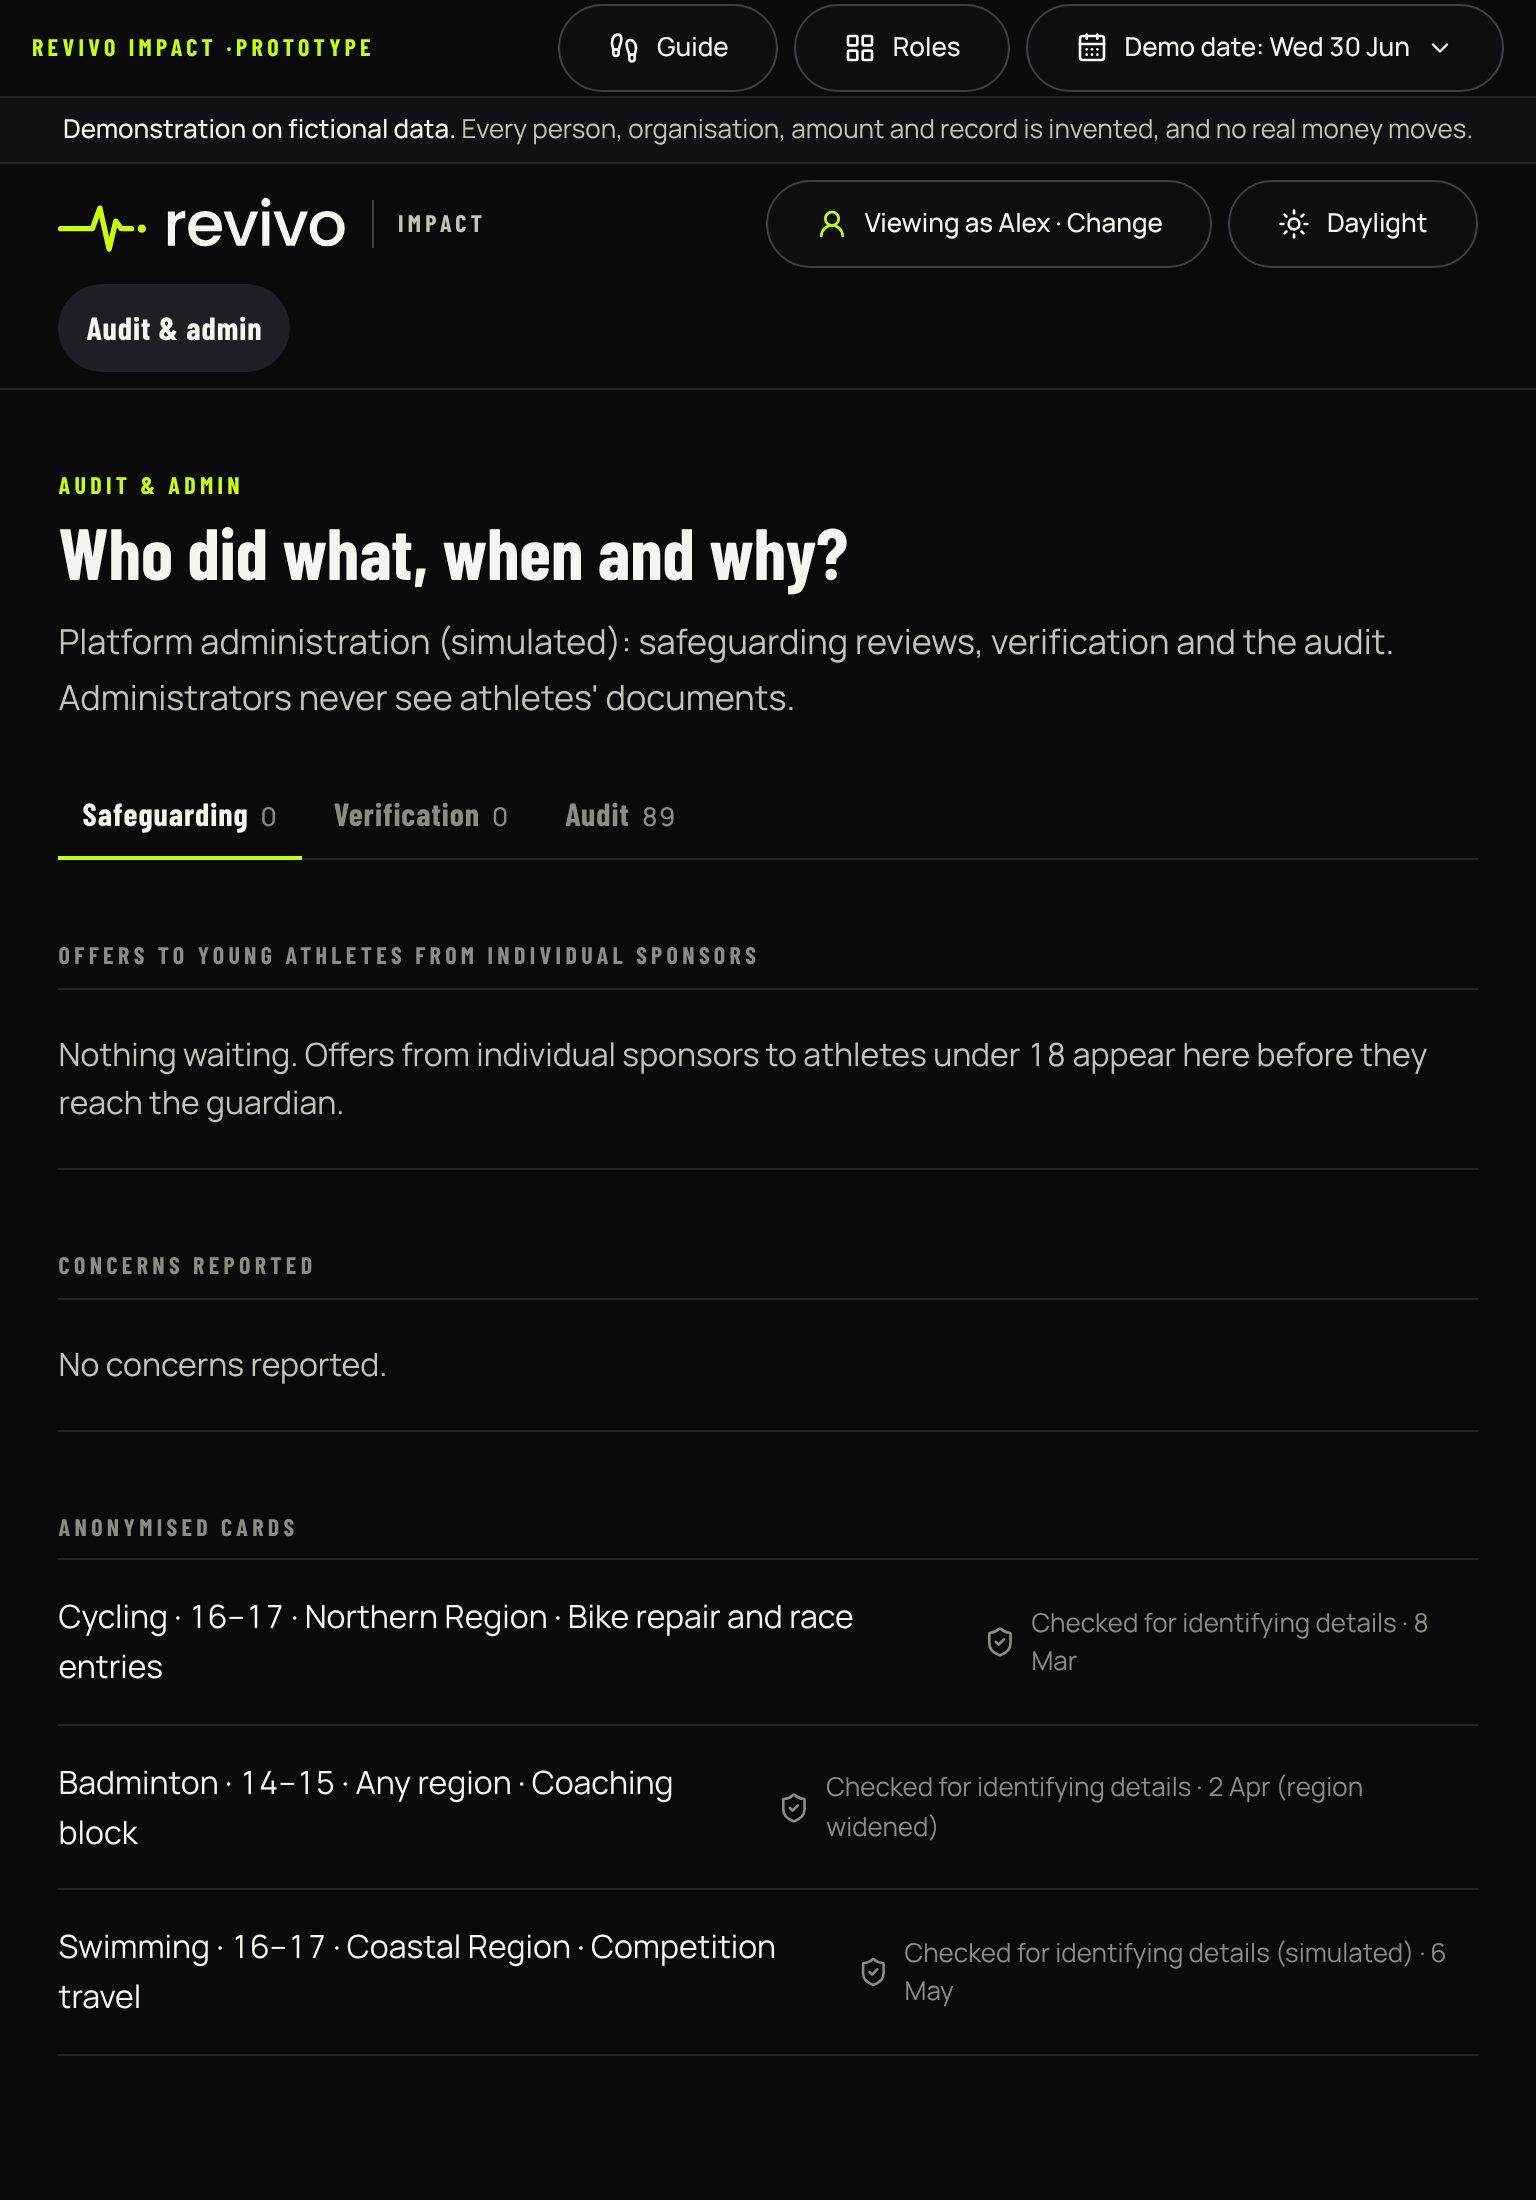 REVIVO IMPACT · PROTOTYPE
Guide
Roles
Demo date: Wed 30 Jun
Demonstration on fictional data. Every person, organisation, amount and record is invented, and no real money moves.
revivo
IMPACT
Viewing as Alex · Change
Daylight
Audit & admin
AUDIT & ADMIN
Who did what, when and why?
Platform administration (simulated): safeguarding reviews, verification and the audit.
Administrators never see athletes' documents.
Safeguarding 0
Verification 0
Audit 89
OFFERS TO YOUNG ATHLETES FROM INDIVIDUAL SPONSORS
Nothing waiting. Offers from individual sponsors to athletes under 18 appear here before they
reach the guardian.
CONCERNS REPORTED
No concerns reported.
ANONYMISED CARDS
Cycling · 16–17 · Northern Region · Bike repair and race
entries
Checked for identifying details · 8
Mar
Badminton · 14–15 · Any region · Coaching
block
Checked for identifying details · 2 Apr (region
widened)
Swimming · 16–17 · Coastal Region · Competition
travel
Checked for identifying details (simulated) · 6
May